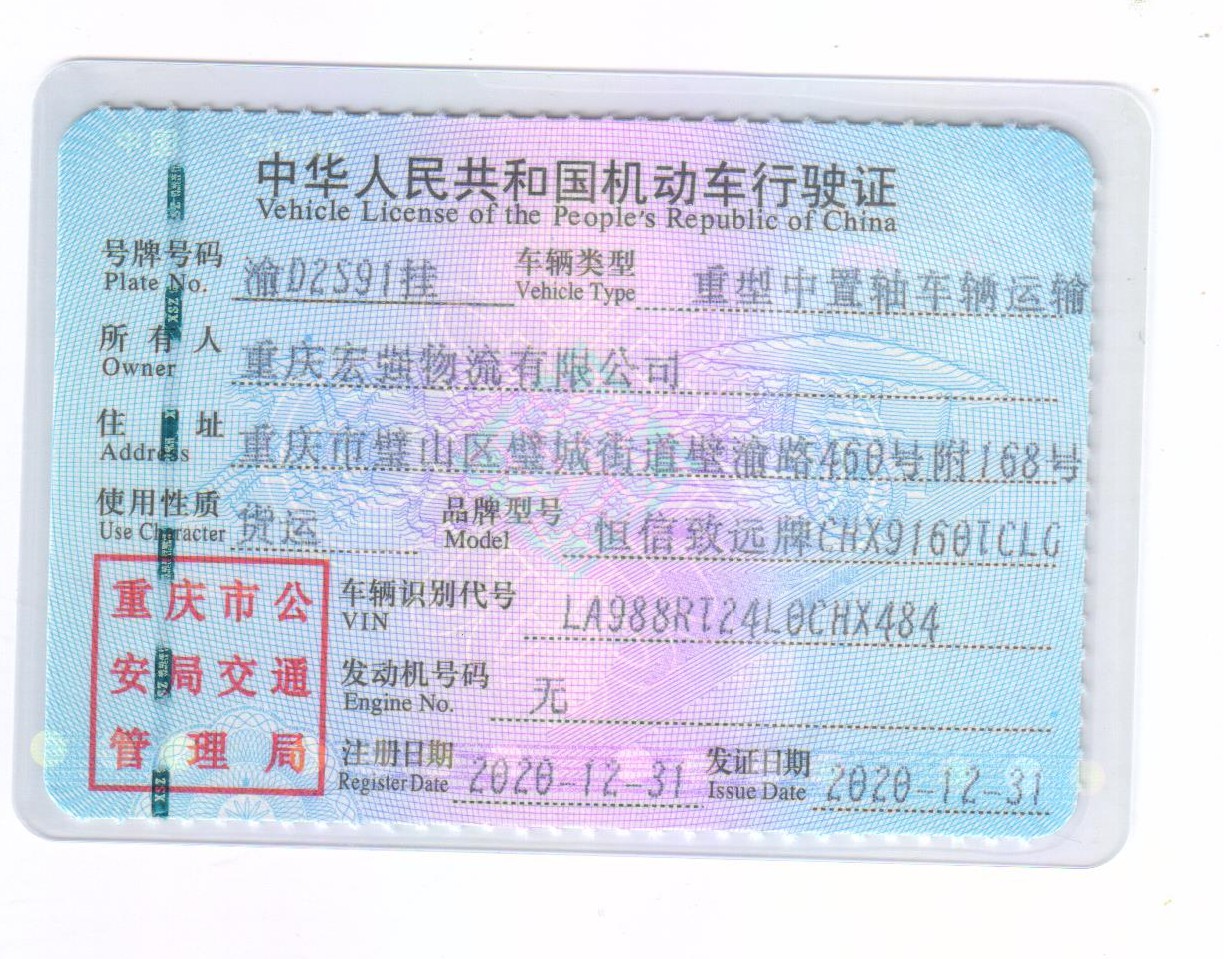 中华人民共和国机动车行驶证
Vehicle License of the People's Republic of China
号牌号码 渝D2S91挂 车辆类型 重型中置轴车辆运输
Plate No. Vehicle Type
所有人 重庆宏强物流有限公司
Owner
住址 重庆市璧山区璧城街道璧渝路460号附168号
Address
使用性质 货运 品牌型号 恒信致远牌CHX9160TCLG
Use Character Model
重庆市公 车辆识别代号 LA988RT24L0CHX484
VIN
安局交通 发动机号码 无
Engine No.
管理局 注册日期 2020-12-31 发证日期 2020-12-31
Register Date Issue Date